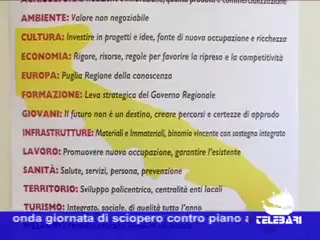 AMBIENTE: Valore non negoziabile
CULTURA: Investire in progetti e idee, fonte di nuova occupazione e ricchezza
ECONOMIA: Rigore, risorse, regole per favorire la ripresa e la competitività
EUROPA: Puglia Regione della conoscenza
FORMAZIONE: Leva strategica del Governo Regionale
GIOVANI: Il futuro non è un destino, creare percorsi e certezze di approdo
INFRASTRUTTURE: Materiali e Immateriali, binomio vincente con sostegno integrato
LAVORO: Promuovere nuova occupazione, garantire l'esistente
SANITÀ: Salute, servizi, persona, prevenzione
TERRITORIO: Sviluppo policentrico, centralità enti locali
TURISMO: Integrato, sociale, di qualità tutto l'anno
onda giornata di sciopero contro piano a
TELEBARI